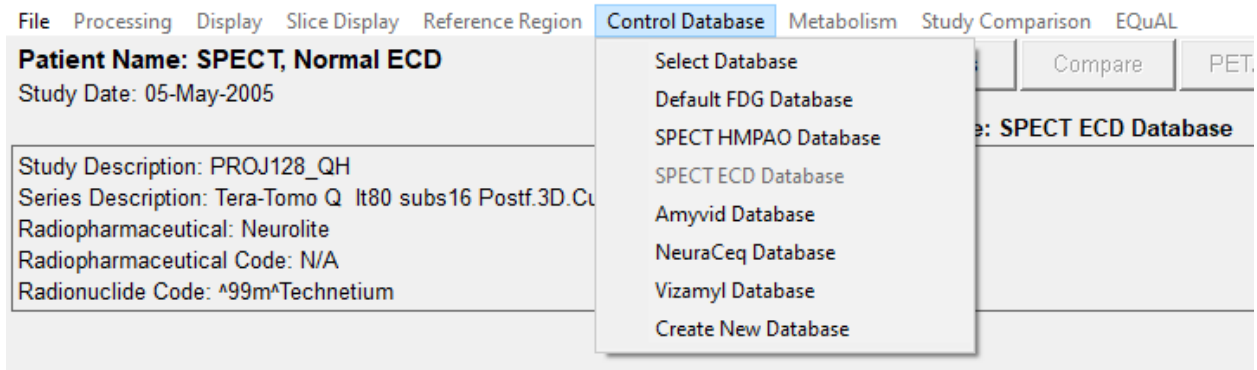 File Processing Display Slice Display Reference Region Control Database Metabolism Study Comparison EQuAL
Patient Name: SPECT, Normal ECD
Study Date: 05-May-2005
Study Description: PROJ128_QH
Series Description: Tera-Tomo Q It80 subs16 Postf.3D.Cu
Radiopharmaceutical: Neurolite
Radiopharmaceutical Code: N/A
Radionuclide Code: ^99m^Technetium
Select Database
Default FDG Database
SPECT HMPAO Database
SPECT ECD Database
Amyvid Database
NeuraCeq Database
Vizamyl Database
Create New Database
Compare PET
e: SPECT ECD Database